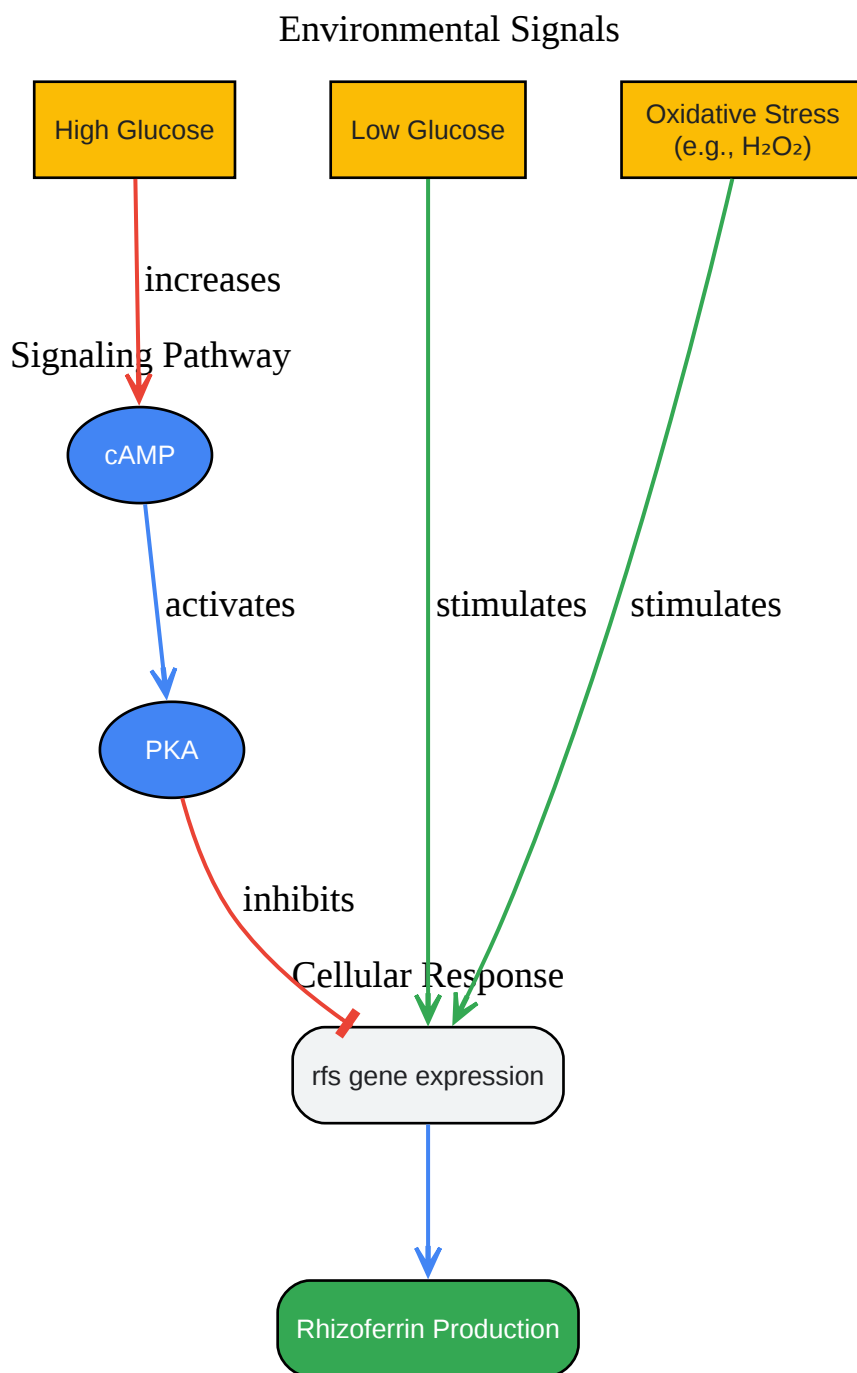 Environmental Signals
High Glucose
Low Glucose
Oxidative Stress
(e.g., H₂O₂)
increases
Signaling Pathway
cAMP
activates
stimulates
stimulates
PKA
inhibits
Cellular Response
rfs gene expression
Rhizoferrin Production